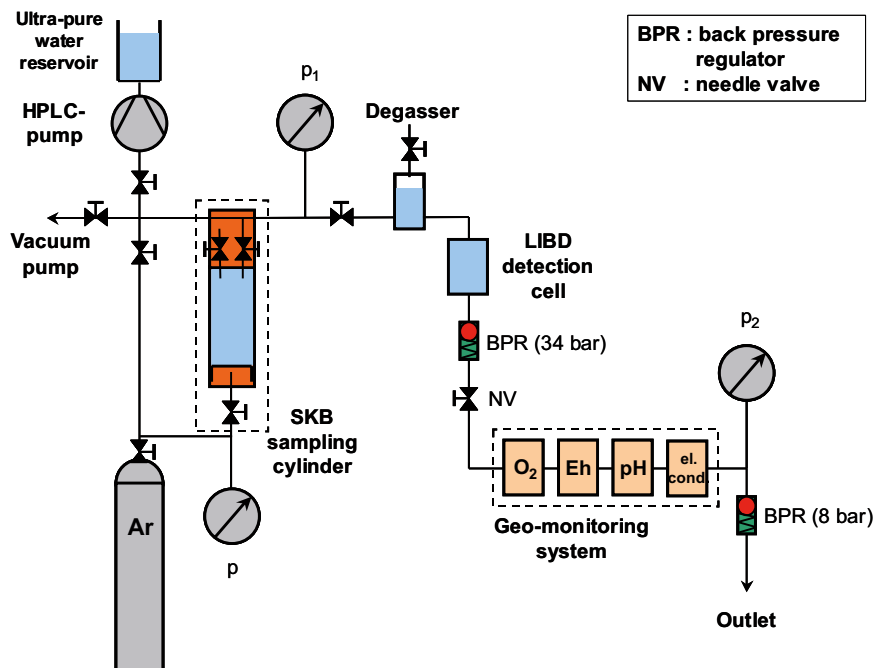 Ultra-pure
water
reservoir
HPLC-
pump
Vacuum
pump
p₁
Degasser
BPR : back pressure
regulator
NV : needle valve
LIBD
detection
cell
BPR (34 bar)
NV
p₂
SKB
sampling
cylinder
Ar
p
O₂
Eh
pH
el.
cond.
Geo-monitoring
system
BPR (8 bar)
Outlet